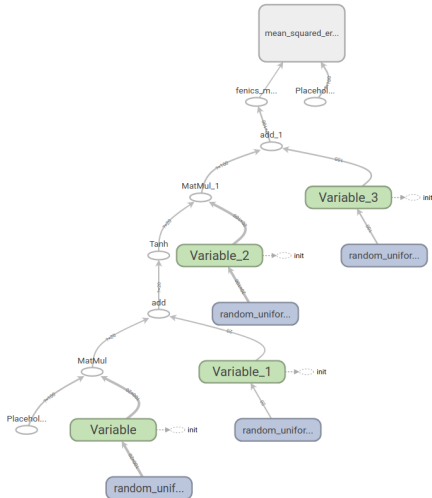 mean_squared_er...
fenics_m...
Placehol...
add_1
MatMul_1
Variable_3
init
Tanh
Variable_2
init
random_unifor...
add
random_unifor...
MatMul
Variable_1
init
Placehol...
Variable
init
random_unifor...
random_unif...